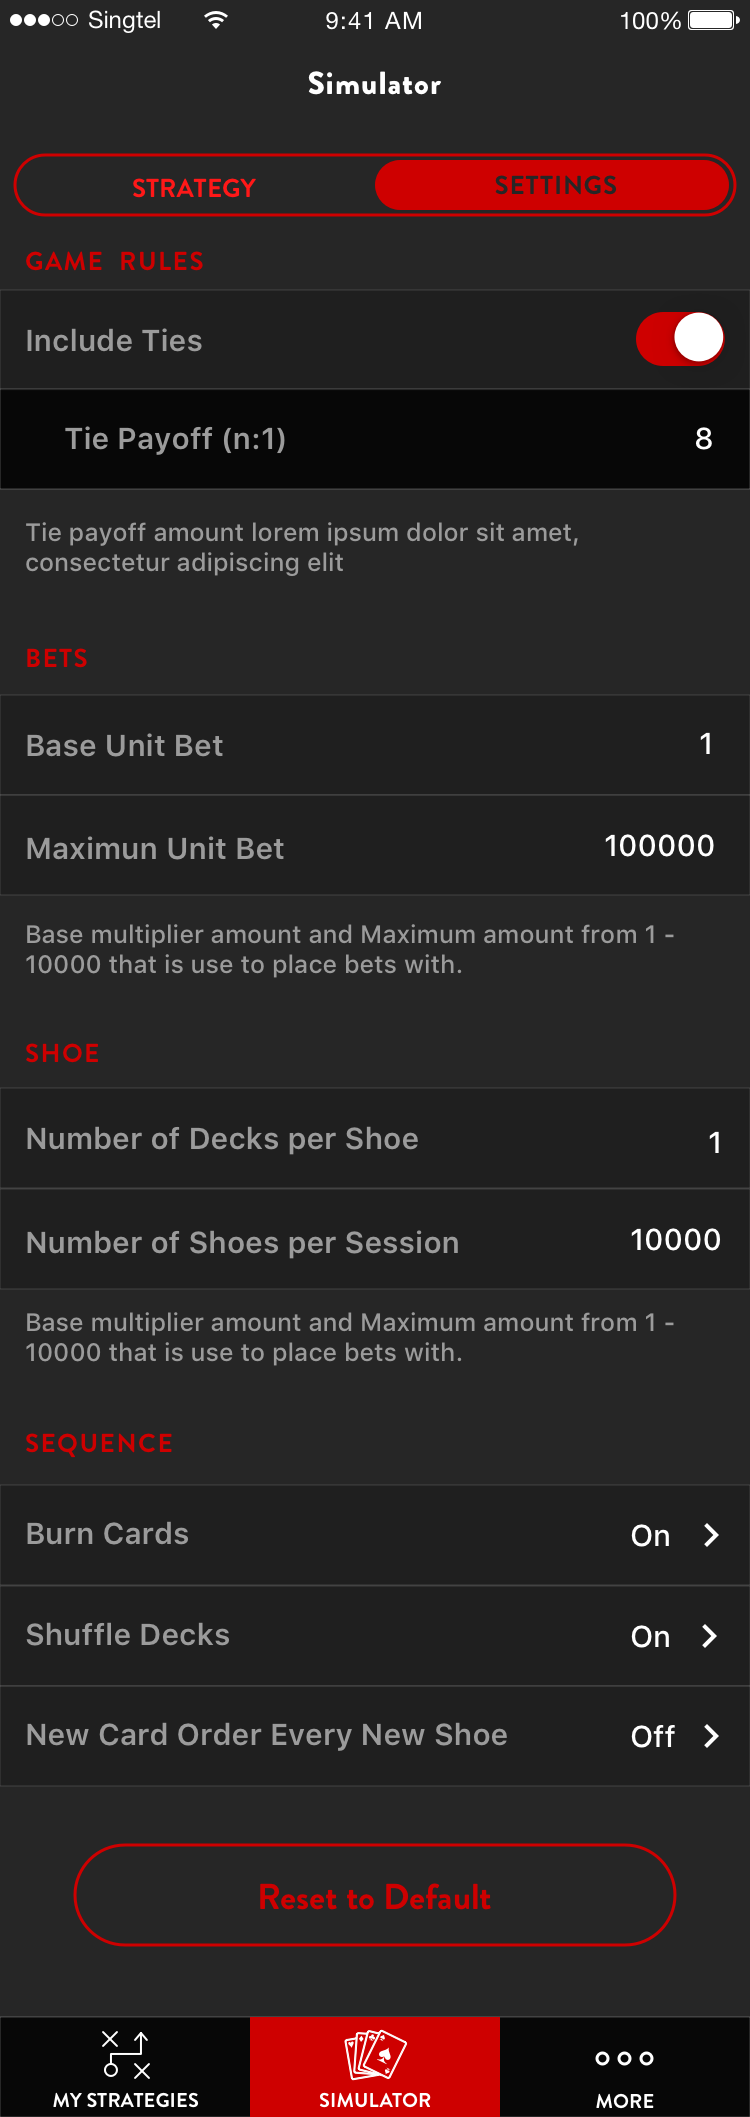 Singtel 9:41 AM 100%
Simulator
STRATEGY SETTINGS
GAME RULES
Include Ties
Tie Payoff (n:1) 8
Tie payoff amount lorem ipsum dolor sit amet,
consectetur adipiscing elit
BETS
Base Unit Bet 1
Maximun Unit Bet 100000
Base multiplier amount and Maximum amount from 1 -
10000 that is use to place bets with.
SHOE
Number of Decks per Shoe 1
Number of Shoes per Session 10000
Base multiplier amount and Maximum amount from 1 -
10000 that is use to place bets with.
SEQUENCE
Burn Cards On
Shuffle Decks On
New Card Order Every New Shoe Off
Reset to Default
MY STRATEGIES SIMULATOR MORE